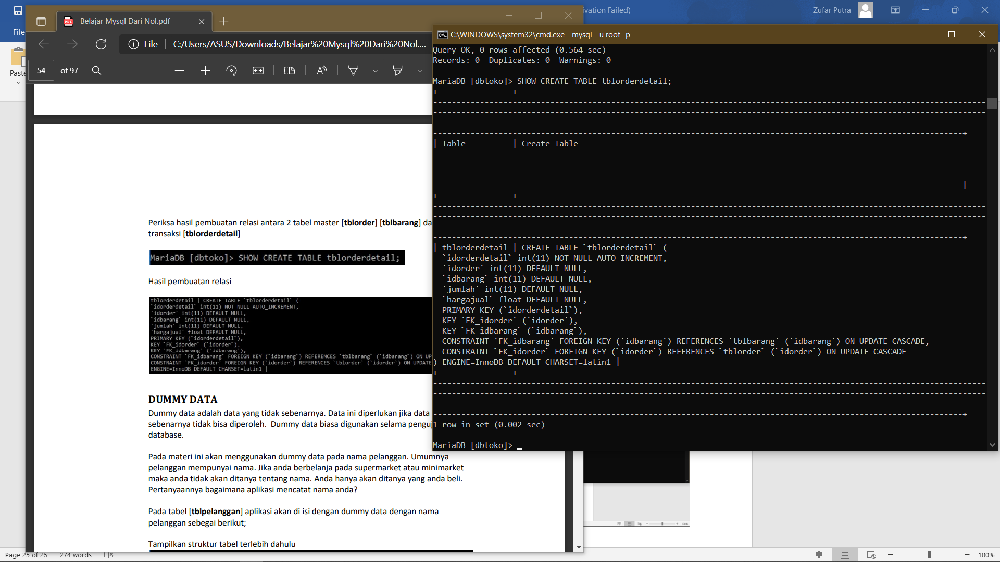 ivation Failed)
Zufar Putra
File
Paste
Belajar Mysql Dari Nol.pdf
File
C:/Users/ASUS/Downloads/Belajar%20Mysql%20Dari%20Nol....
54
of 97
Periksa hasil pembuatan relasi antara 2 tabel master [tblorder] [tblbarang] da
transaksi [tblorderdetail]
MariaDB [dbtoko]> SHOW CREATE TABLE tblorderdetail;
Hasil pembuatan relasi
tblorderdetail | CREATE TABLE `tblorderdetail` (
`idorderdetail` int(11) NOT NULL AUTO_INCREMENT,
`idorder` int(11) DEFAULT NULL,
`idbarang` int(11) DEFAULT NULL,
`jumlah` int(11) DEFAULT NULL,
`hargajual` float DEFAULT NULL,
PRIMARY KEY (`idorderdetail`),
KEY `FK_idorder` (`idorder`),
KEY `FK_idbarang` (`idbarang`),
CONSTRAINT `FK_idbarang` FOREIGN KEY (`idbarang`) REFERENCES `tblbarang` (`idbarang`) ON UP
CONSTRAINT `FK_idorder` FOREIGN KEY (`idorder`) REFERENCES `tblorder` (`idorder`) ON UPDATE
ENGINE=InnoDB DEFAULT CHARSET=latin1 |
DUMMY DATA
Dummy data adalah data yang tidak sebenarnya. Data ini diperlukan jika data
sebenarnya tidak bisa diperoleh. Dummy data biasa digunakan selama penguj
database.
Pada materi ini akan menggunakan dummy data pada nama pelanggan. Umumnya
pelanggan mempunyai nama. Jika anda berbelanja pada supermarket atau minimarket
maka anda tidak akan ditanya tentang nama. Anda hanya akan ditanya yang anda beli.
Pertanyaannya bagaimana aplikasi mencatat nama anda?
Pada tabel [tblpelanggan] aplikasi akan di isi dengan dummy data dengan nama
pelanggan sebegai berikut;
Tampilkan struktur tabel terlebih dahulu
C:\WINDOWS\system32\cmd.exe - mysql -u root -p
Query OK, 0 rows affected (0.564 sec)
Records: 0 Duplicates: 0 Warnings: 0
MariaDB [dbtoko]> SHOW CREATE TABLE tblorderdetail;
| Table | Create Table
|
| tblorderdetail | CREATE TABLE `tblorderdetail` (
`idorderdetail` int(11) NOT NULL AUTO_INCREMENT,
`idorder` int(11) DEFAULT NULL,
`idbarang` int(11) DEFAULT NULL,
`jumlah` int(11) DEFAULT NULL,
`hargajual` float DEFAULT NULL,
PRIMARY KEY (`idorderdetail`),
KEY `FK_idorder` (`idorder`),
KEY `FK_idbarang` (`idbarang`),
CONSTRAINT `FK_idbarang` FOREIGN KEY (`idbarang`) REFERENCES `tblbarang` (`idbarang`) ON UPDATE CASCADE,
CONSTRAINT `FK_idorder` FOREIGN KEY (`idorder`) REFERENCES `tblorder` (`idorder`) ON UPDATE CASCADE
) ENGINE=InnoDB DEFAULT CHARSET=latin1 |
1 row in set (0.002 sec)
MariaDB [dbtoko]>
100%
Page 25 of 25
274 words
100%